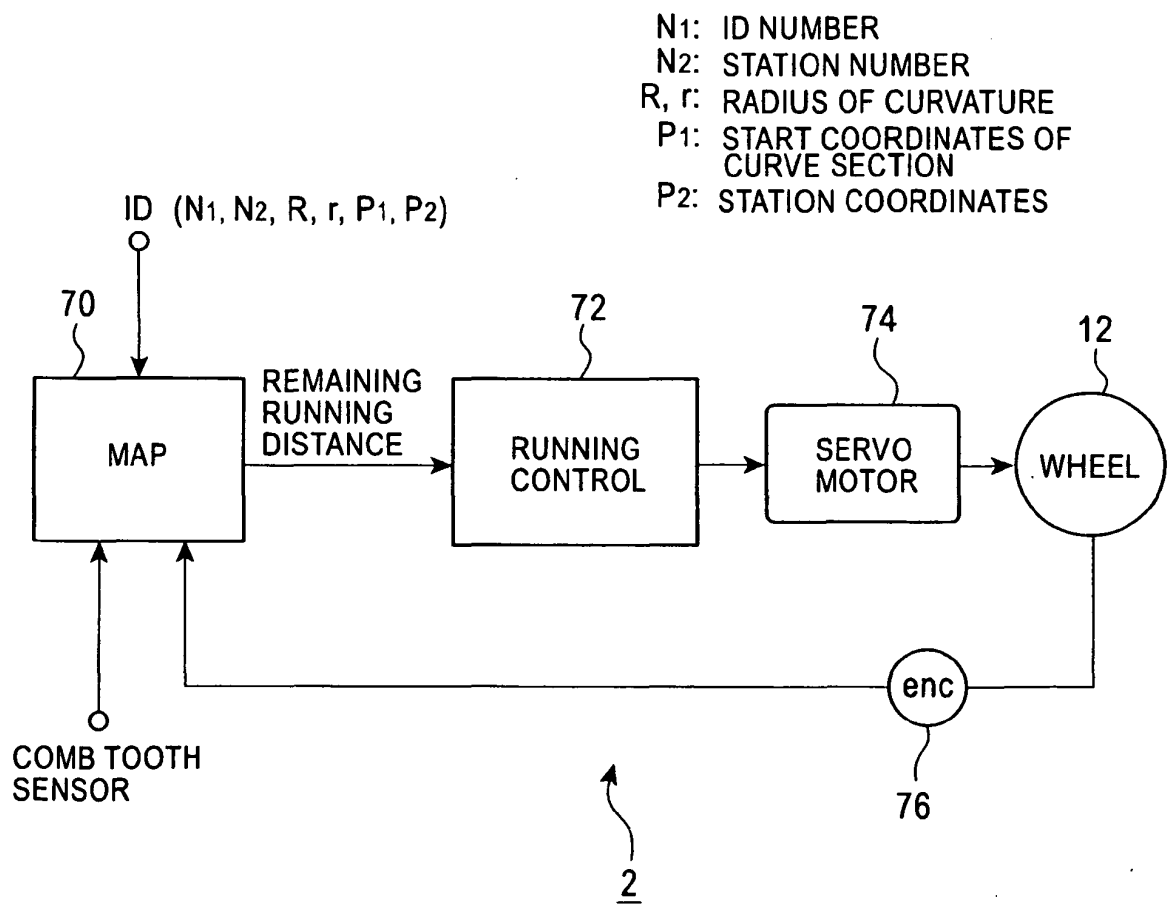 N1: ID NUMBER
N2: STATION NUMBER
R, r: RADIUS OF CURVATURE
P1: START COORDINATES OF
CURVE SECTION
P2: STATION COORDINATES
ID (N1, N2, R, r, P1, P2)
70
72
74
12
MAP
REMAINING
RUNNING
DISTANCE
RUNNING
CONTROL
SERVO
MOTOR
WHEEL
enc
76
COMB TOOTH
SENSOR
2